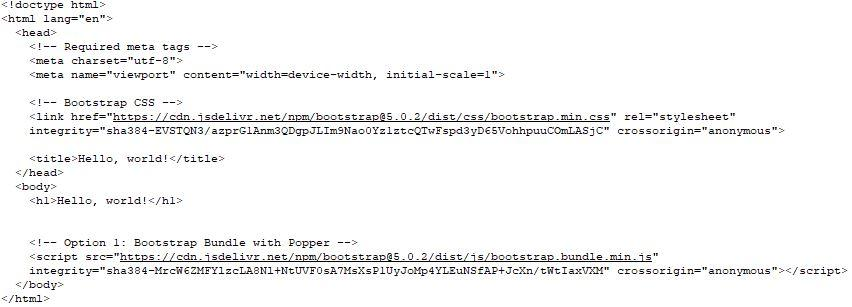 <!doctype html>
<html lang="en">
  <head>
    <!-- Required meta tags -->
    <meta charset="utf-8">
    <meta name="viewport" content="width=device-width, initial-scale=1">

    <!-- Bootstrap CSS -->
    <link href="https://cdn.jsdelivr.net/npm/bootstrap@5.0.2/dist/css/bootstrap.min.css" rel="stylesheet"
    integrity="sha384-EVSTQN3/azprG1Anm3QDgpJLIm9Nao0Yz1ztcQTwFspd3yD65VohhpuuCOmLASjC" crossorigin="anonymous">

    <title>Hello, world!</title>
  </head>
  <body>
    <h1>Hello, world!</h1>


    <!-- Option 1: Bootstrap Bundle with Popper -->
    <script src="https://cdn.jsdelivr.net/npm/bootstrap@5.0.2/dist/js/bootstrap.bundle.min.js"
    integrity="sha384-MrcW6ZMFYlzcLA8Nl+NtUVF0sA7MsXsP1UyJoMp4YLEuNSfAP+JcXn/tWtIaxVXM" crossorigin="anonymous"></script>
  </body>
</html>